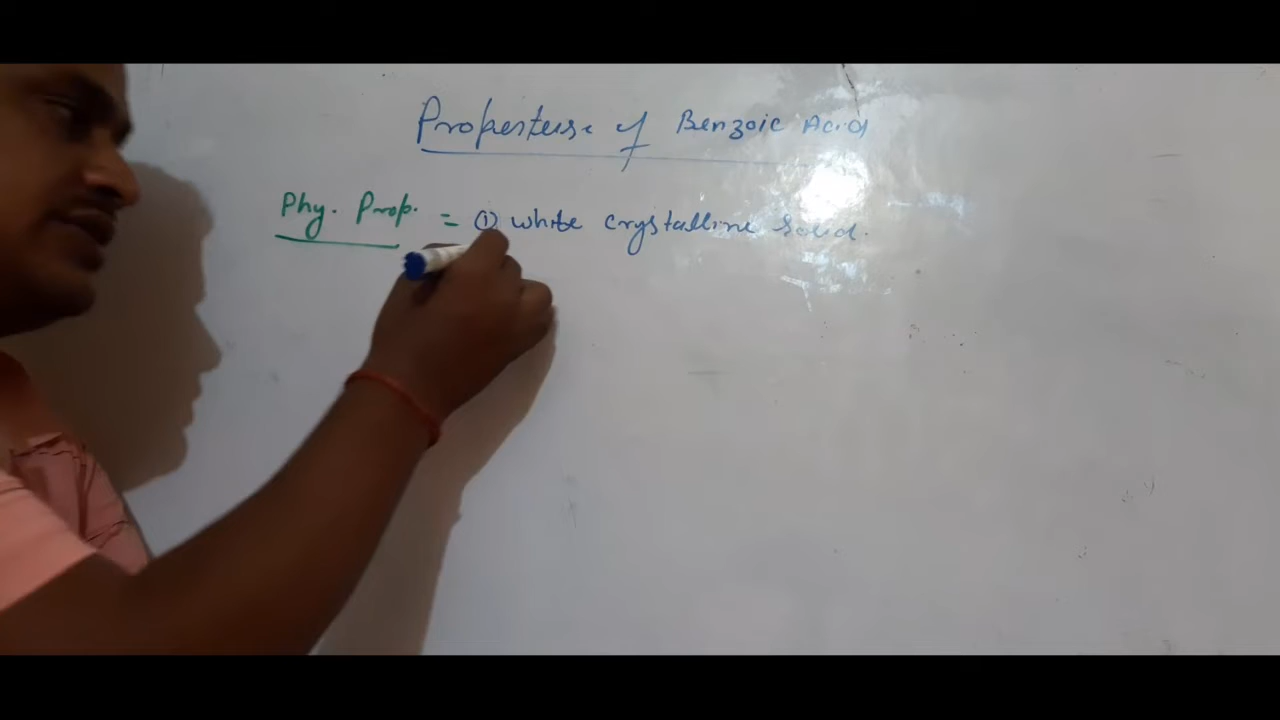 Properties of Benzoic Acid
Phy. Prop. = ① white crystalline solid.